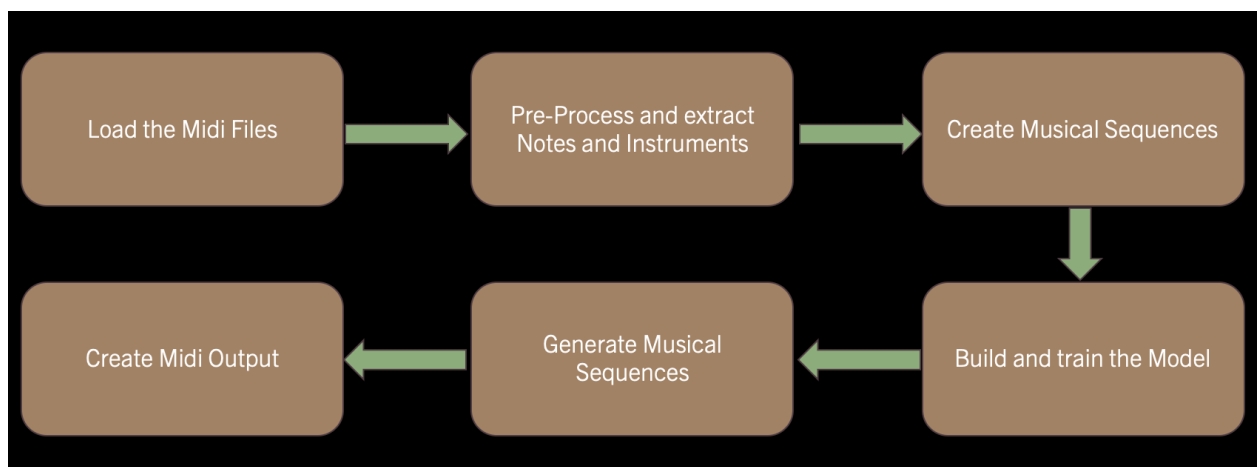 Load the Midi Files
Pre-Process and extract
Notes and Instruments
Create Musical Sequences
Build and train the Model
Generate Musical
Sequences
Create Midi Output